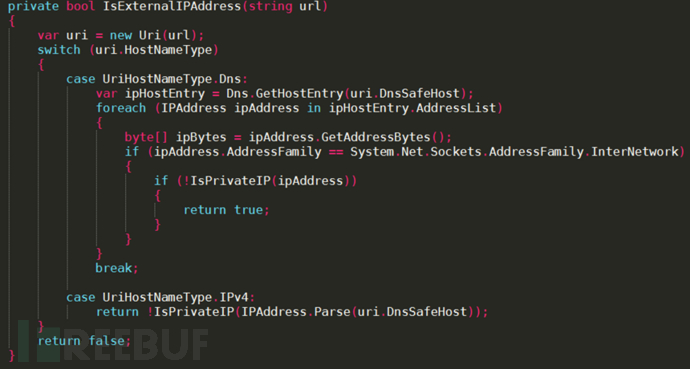 private bool IsExternalIPAddress(string url)
{
    var uri = new Uri(url);
    switch (uri.HostNameType)
    {
        case UriHostNameType.Dns:
            var ipHostEntry = Dns.GetHostEntry(uri.DnsSafeHost);
            foreach (IPAddress ipAddress in ipHostEntry.AddressList)
            {
                byte[] ipBytes = ipAddress.GetAddressBytes();
                if (ipAddress.AddressFamily == System.Net.Sockets.AddressFamily.InterNetwork)
                {
                    if (!IsPrivateIP(ipAddress))
                    {
                        return true;
                    }
                }
            }
            break;

        case UriHostNameType.IPv4:
            return !IsPrivateIP(IPAddress.Parse(uri.DnsSafeHost));
    }
    return false;
}
REEBUF